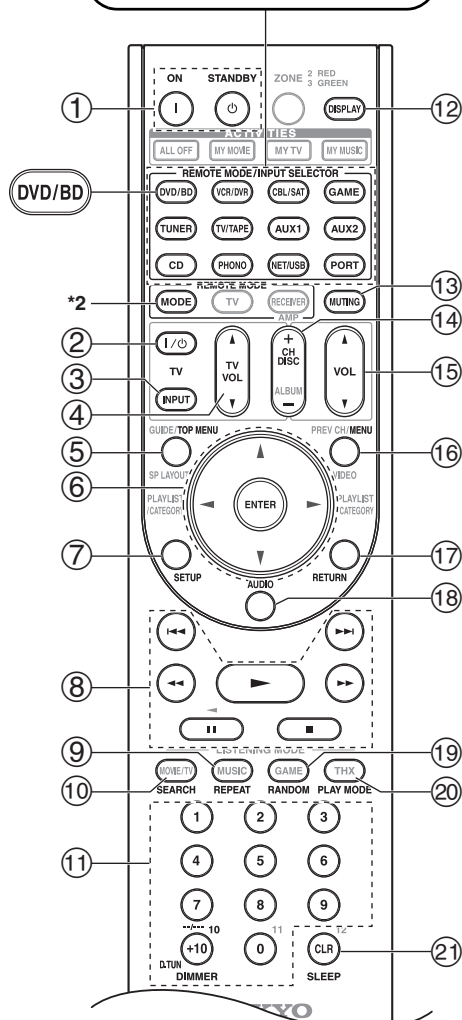 ON STANDBY ZONE 2 RED
3 GREEN
① ⑫ DISPLAY
ACTIVITIES
ALL OFF MY MOVIE MY TV MY MUSIC
REMOTE MODE/INPUT SELECTOR
DVD/BD DVD/BD VCR/DVR CBL/SAT GAME
TUNER TV/TAPE AUX1 AUX2
CD PHONO NET/USB PORT
REMOTE MODE
*2 MODE TV RECEIVER MUTING ⑬
AMP
② I/⏻ + ⑭
TV TV VOL CH DISC VOL ⑮
③ INPUT ALBUM
④ –
GUIDE/TOP MENU PREV CH/MENU
⑤ ⑯
SP LAYOUT VIDEO
⑥
PLAYLIST PLAYLIST
/CATEGORY ENTER /CATEGORY
⑦ ⑰
SETUP AUDIO RETURN
⑱
⑧
LISTENING MODE
⑨ ⑲
⑩ MOVIE/TV MUSIC GAME THX ⑳
SEARCH REPEAT RANDOM PLAY MODE
⑪ 1 2 3
4 5 6
7 8 9
--/--- 10 11 12
+10 0 CLR ㉑
D.TUN
DIMMER SLEEP